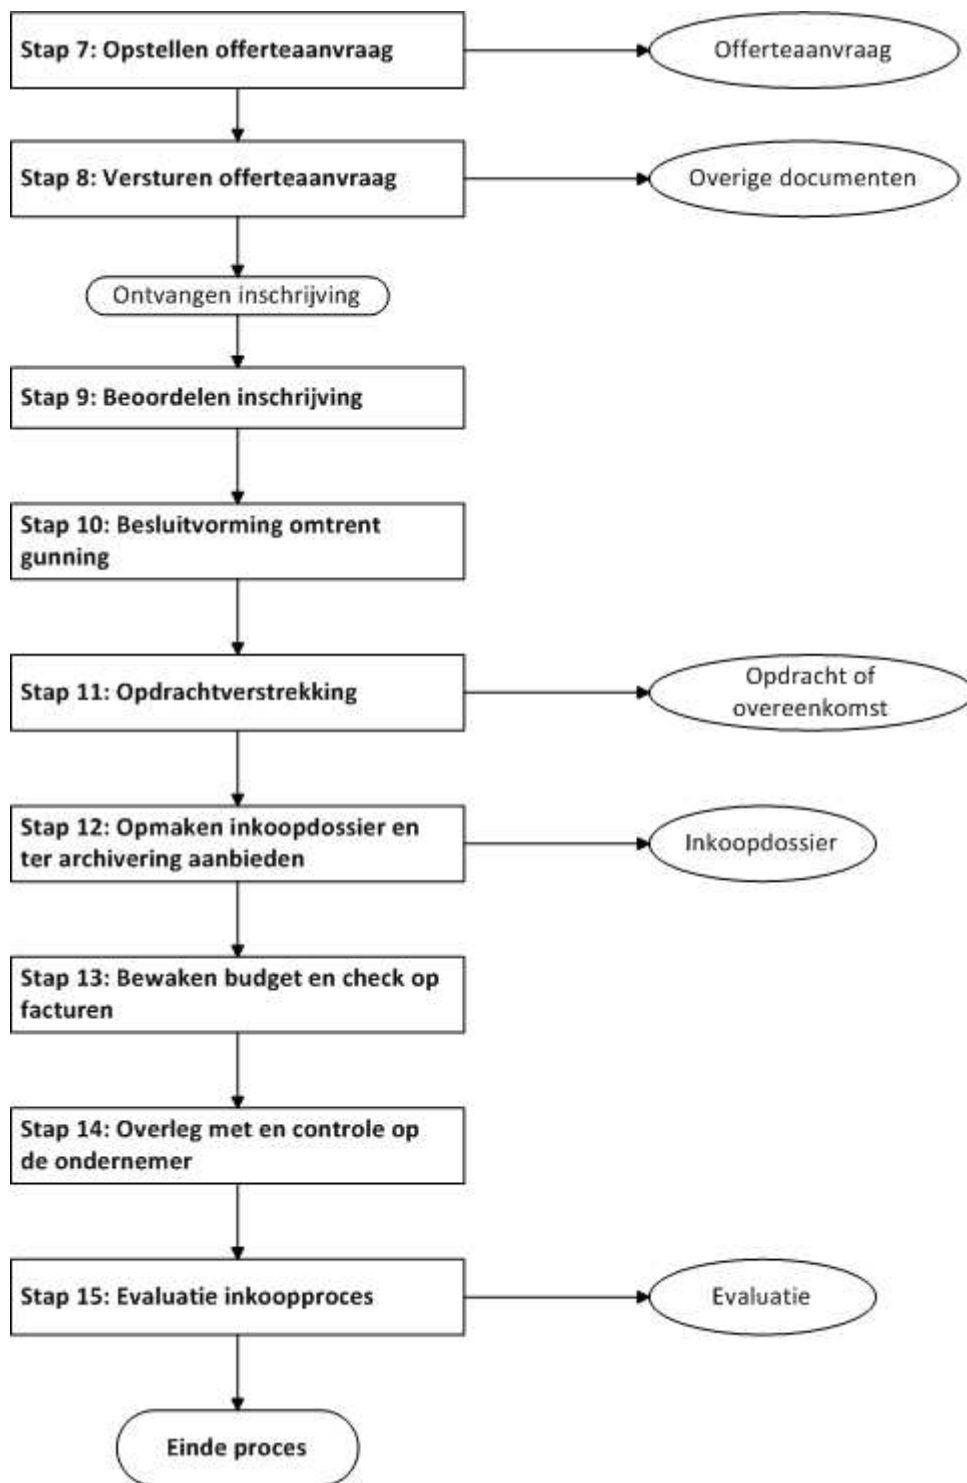 Stap 7: Opstellen offerteaanvraag
Offerteaanvraag
Stap 8: Versturen offerteaanvraag
Overige documenten
Ontvangen inschrijving
Stap 9: Beoordelen inschrijving
Stap 10: Besluitvorming omtrent
gunning
Stap 11: Opdrachtverstrekking
Opdracht of
overeenkomst
Stap 12: Opmaken inkoopdossier en
ter archivering aanbieden
Inkoopdossier
Stap 13: Bewaken budget en check op
facturen
Stap 14: Overleg met en controle op
de ondernemer
Stap 15: Evaluatie inkoopproces
Evaluatie
Einde proces